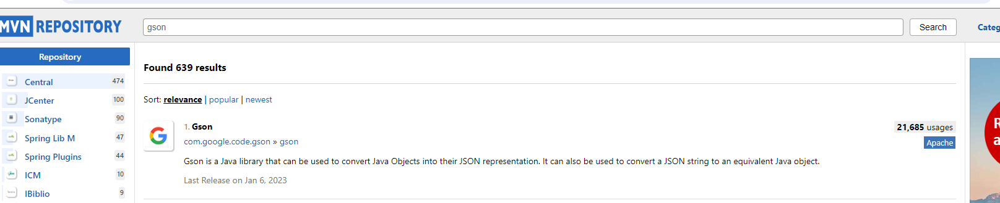 MVN REPOSITORY
gson
Search
Categ
Repository
Central 474
JCenter 100
Sonatype 90
Spring Lib M 47
Spring Plugins 44
ICM 10
IBiblio 9
Found 639 results
Sort: relevance | popular | newest
1. Gson
21,685 usages
com.google.code.gson » gson
Apache
Gson is a Java library that can be used to convert Java Objects into their JSON representation. It can also be used to convert a JSON string to an equivalent Java object.
Last Release on Jan 6, 2023
R
a